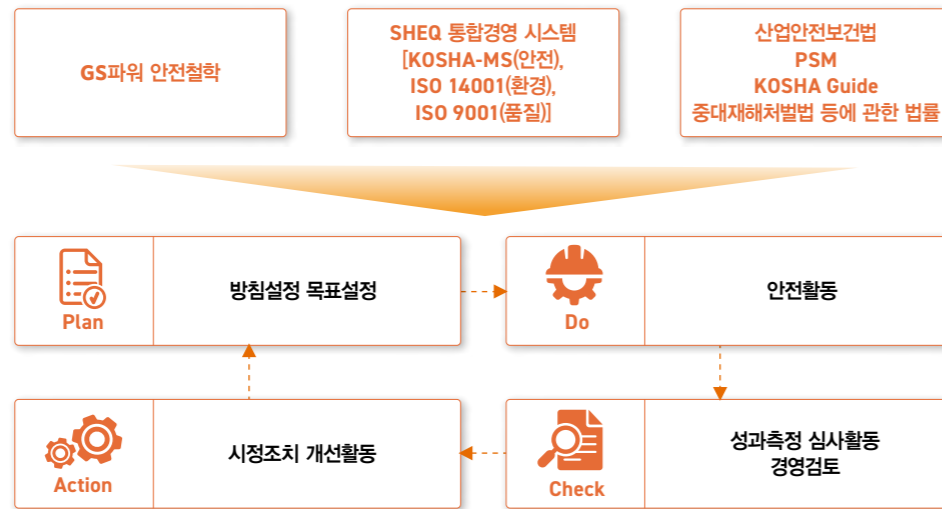 GS파워 안전철학
SHEQ 통합경영 시스템
[KOSHA-MS(안전),
ISO 14001(환경),
ISO 9001(품질)]
산업안전보건법
PSM
KOSHA Guide
중대재해처벌법 등에 관한 법률
Plan
방침설정 목표설정
Do
안전활동
Action
시정조치 개선활동
Check
성과측정 심사활동
경영검토